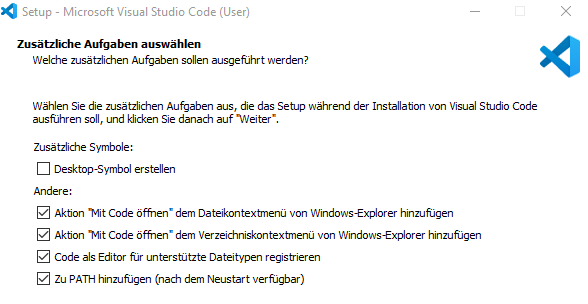 Setup - Microsoft Visual Studio Code (User)
Zusätzliche Aufgaben auswählen
Welche zusätzlichen Aufgaben sollen ausgeführt werden?
Wählen Sie die zusätzlichen Aufgaben aus, die das Setup während der Installation von Visual Studio Code
ausführen soll, und klicken Sie danach auf "Weiter".
Zusätzliche Symbole:
Desktop-Symbol erstellen
Andere:
Aktion "Mit Code öffnen" dem Dateikontextmenü von Windows-Explorer hinzufügen
Aktion "Mit Code öffnen" dem Verzeichniskontextmenü von Windows-Explorer hinzufügen
Code als Editor für unterstützte Dateitypen registrieren
Zu PATH hinzufügen (nach dem Neustart verfügbar)